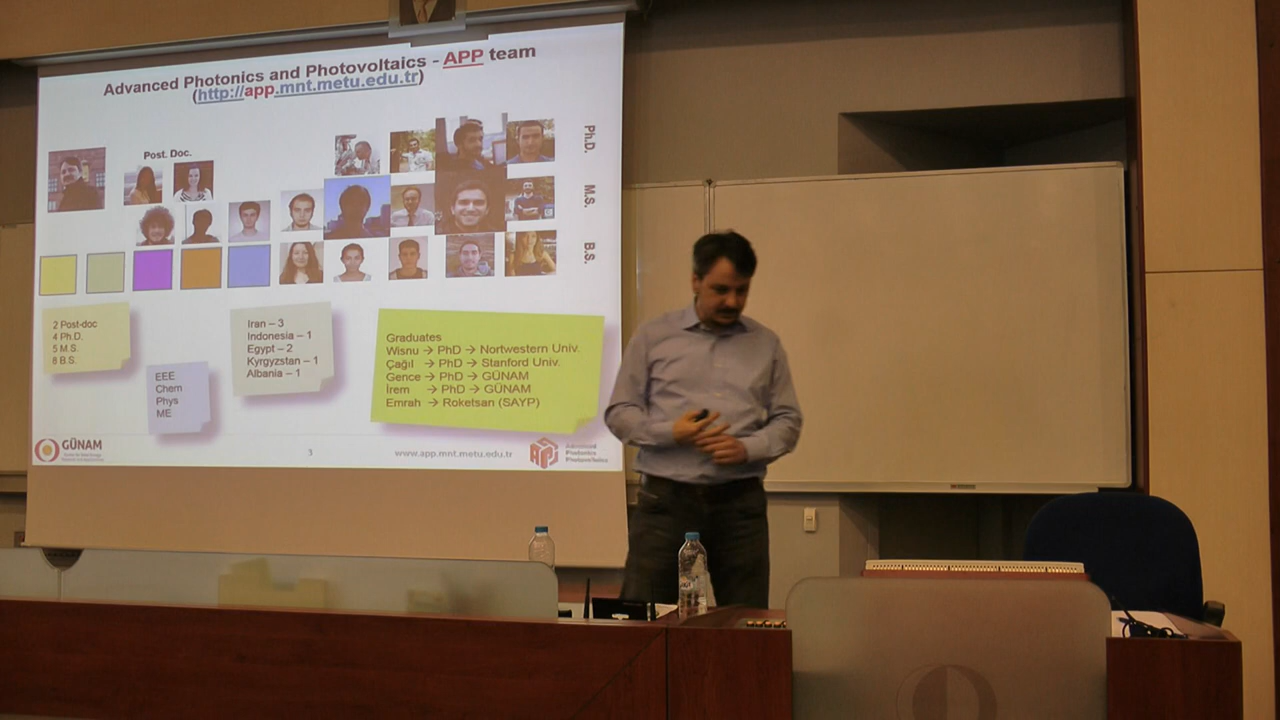 Advanced Photonics and Photovoltaics - APP team
(http://app.mnt.metu.edu.tr)
Post. Doc.
Ph.D.
M.S.
B.S.
2 Post-doc
4 Ph.D.
5 M.S.
6 B.S.
EEE
Chem
Phys
ME
Iran – 3
Indonesia – 1
Egypt – 2
Kyrgyzstan – 1
Albania – 1
Graduates
Wisnu → PhD → Nortwestern Univ.
Çağıl → PhD → Stanford Univ.
Gence → PhD → GÜNAM
İrem → PhD → GÜNAM
Emrah → Roketsan (SAYP)
GÜNAM
3
www.app.mnt.metu.edu.tr
Advanced
Photonics
Photovoltaics